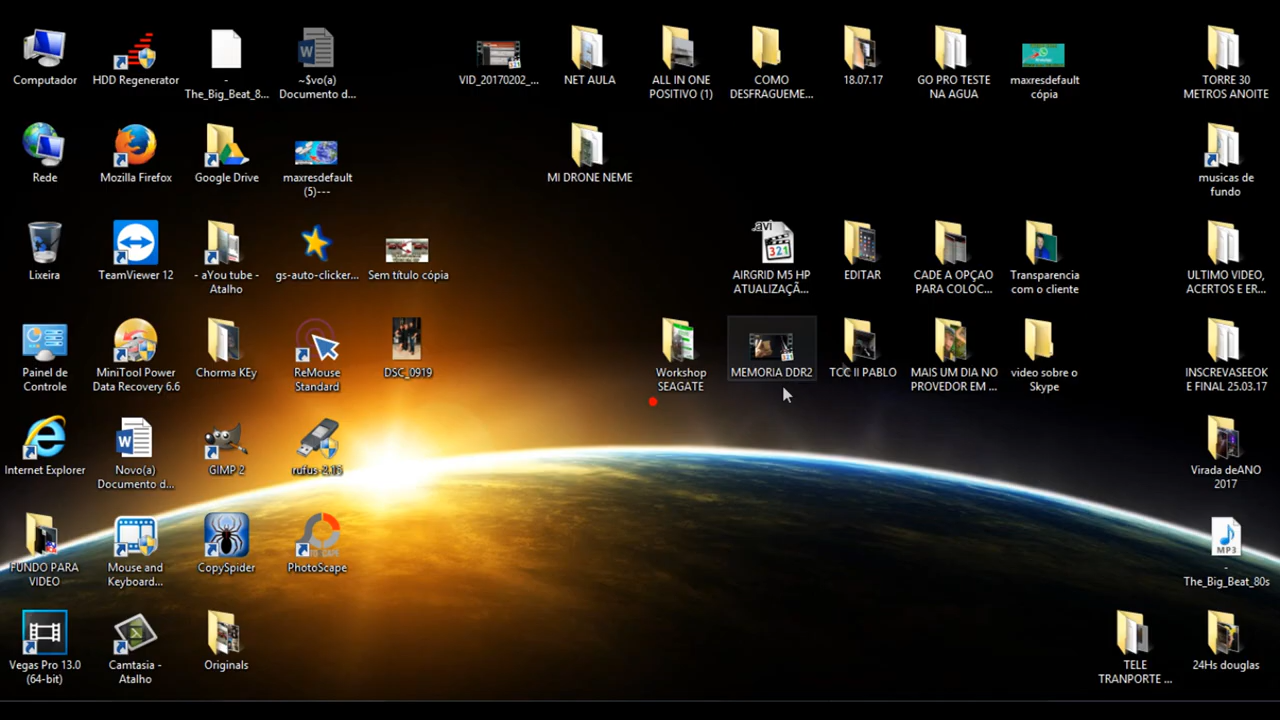 Computador
HDD Regenerator
-
The_Big_Beat_8...
~$vo(a)
Documento d...
VID_20170202_...
NET AULA
ALL IN ONE
POSITIVO (1)
COMO
DESFRAGUEME...
18.07.17
GO PRO TESTE
NA AGUA
maxresdefault
cópia
TORRE 30
METROS ANOITE
Rede
Mozilla Firefox
Google Drive
maxresdefault
(5)---
MI DRONE NEME
musicas de
fundo
Lixeira
TeamViewer 12
- aYou tube -
Atalho
gs-auto-clicker...
Sem título cópia
.avi
321
AIRGRID M5 HP
ATUALIZAÇÃ...
EDITAR
CADE A OPÇAO
PARA COLOC...
Transparencia
com o cliente
ULTIMO VIDEO,
ACERTOS E ER...
Painel de
Controle
MiniTool Power
Data Recovery 6.6
Chorma KEy
ReMouse
Standard
DSC_0919
Workshop
SEAGATE
MEMORIA DDR2
TCC II PABLO
MAIS UM DIA NO
PROVEDOR EM ...
video sobre o
Skype
INSCREVASEEOK
E FINAL 25.03.17
Internet Explorer
Novo(a)
Documento d...
GIMP 2
rufus-2.15
Virada deANO
2017
FUNDO PARA
VIDEO
Mouse and
Keyboard...
CopySpider
PhotoScape
MP3
-
The_Big_Beat_80s
Vegas Pro 13.0
(64-bit)
Camtasia -
Atalho
Originals
TELE
TRANPORTE ...
24Hs douglas